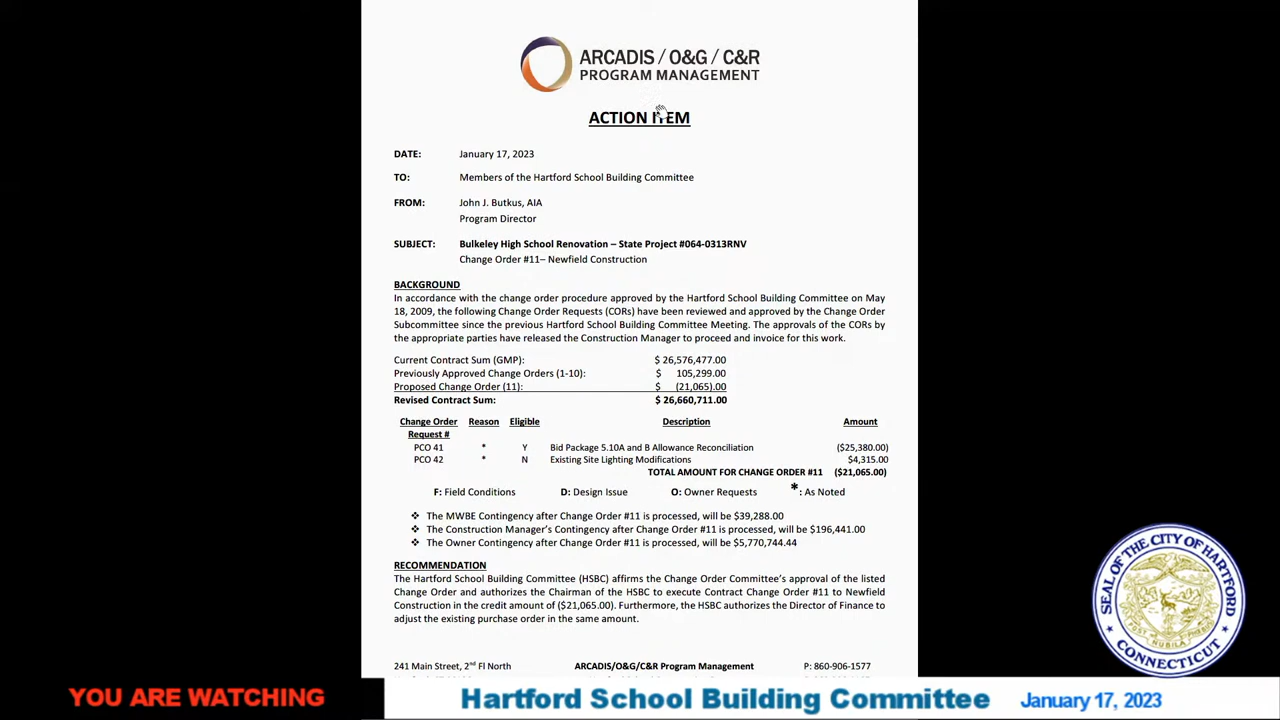 ARCADIS / O&G / C&R
PROGRAM MANAGEMENT
ACTION ITEM
DATE: January 17, 2023
TO: Members of the Hartford School Building Committee
FROM: John J. Butkus, AIA
Program Director
SUBJECT: Bulkeley High School Renovation – State Project #064-0313RNV
Change Order #11– Newfield Construction
BACKGROUND
In accordance with the change order procedure approved by the Hartford School Building Committee on May
18, 2009, the following Change Order Requests (CORs) have been reviewed and approved by the Change Order
Subcommittee since the previous Hartford School Building Committee Meeting. The approvals of the CORs by
the appropriate parties have released the Construction Manager to proceed and invoice for this work.
Current Contract Sum (GMP): $ 26,576,477.00
Previously Approved Change Orders (1-10): $ 105,299.00
Proposed Change Order (11): $ (21,065).00
Revised Contract Sum: $ 26,660,711.00
Change Order Reason Eligible Description Amount
Request #
PCO 41 * Y Bid Package 5.10A and B Allowance Reconciliation ($25,380.00)
PCO 42 * N Existing Site Lighting Modifications $4,315.00
TOTAL AMOUNT FOR CHANGE ORDER #11 ($21,065.00)
F: Field Conditions D: Design Issue O: Owner Requests *: As Noted
❖ The MWBE Contingency after Change Order #11 is processed, will be $39,288.00
❖ The Construction Manager's Contingency after Change Order #11 is processed, will be $196,441.00
❖ The Owner Contingency after Change Order #11 is processed, will be $5,770,744.44
RECOMMENDATION
The Hartford School Building Committee (HSBC) affirms the Change Order Committee's approval of the listed
Change Order and authorizes the Chairman of the HSBC to execute Contract Change Order #11 to Newfield
Construction in the credit amount of ($21,065.00). Furthermore, the HSBC authorizes the Director of Finance to
adjust the existing purchase order in the same amount.
241 Main Street, 2nd Fl North ARCADIS/O&G/C&R Program Management P: 860-906-1577
SEAL OF THE CITY OF HARTFORD
CONNECTICUT
YOU ARE WATCHING Hartford School Building Committee January 17, 2023